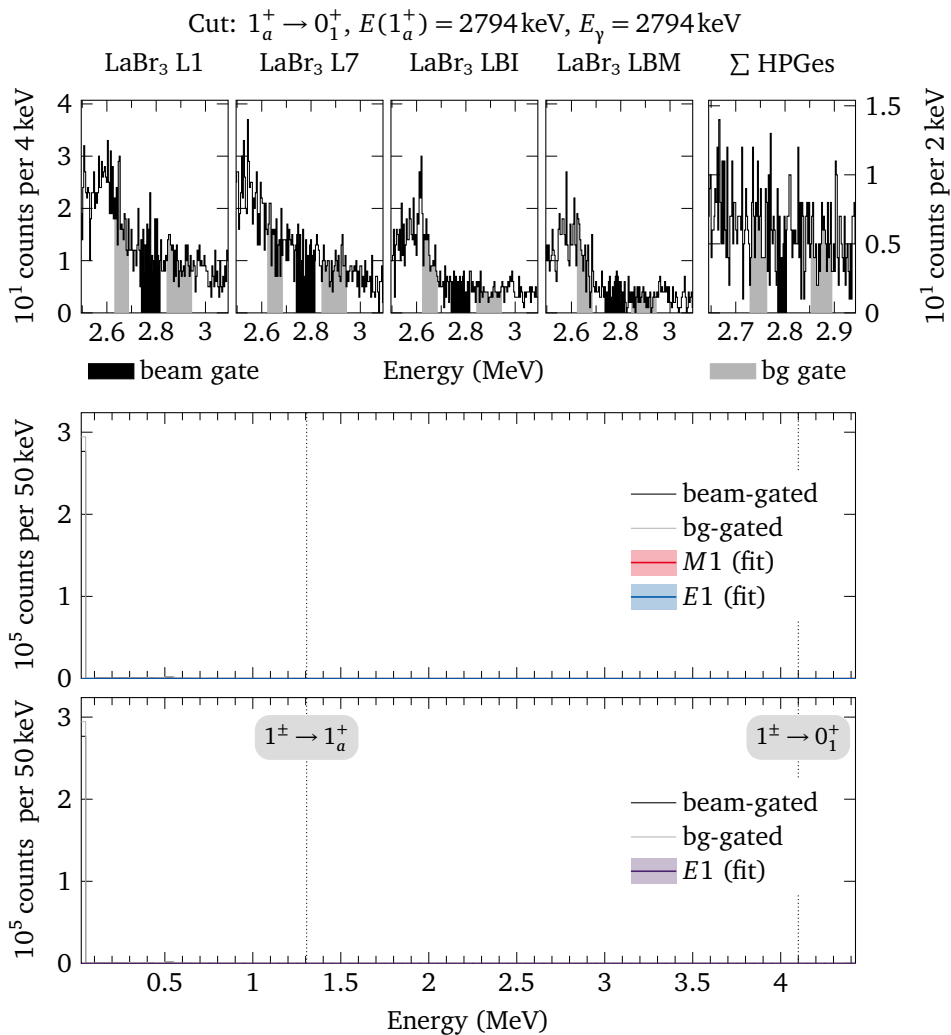 Cut: 1⁺ₐ → 0⁺₁, E(1⁺ₐ) = 2794 keV, Eᵧ = 2794 keV
LaBr₃ L1 LaBr₃ L7 LaBr₃ LBI LaBr₃ LBM ∑ HPGes
10¹ counts per 4 keV
0 1 2 3 4
2.6 2.8 3
2.6 2.8 3
2.6 2.8 3
2.6 2.8 3
2.7 2.8 2.9
0 0.5 1 1.5
10¹ counts per 2 keV
beam gate Energy (MeV) bg gate
10⁵ counts per 50 keV
0 1 2 3
beam-gated
bg-gated
M1 (fit)
E1 (fit)
10⁵ counts per 50 keV
0 1 2 3
1± → 1⁺ₐ 1± → 0⁺₁
beam-gated
bg-gated
E1 (fit)
0.5 1 1.5 2 2.5 3 3.5 4
Energy (MeV)